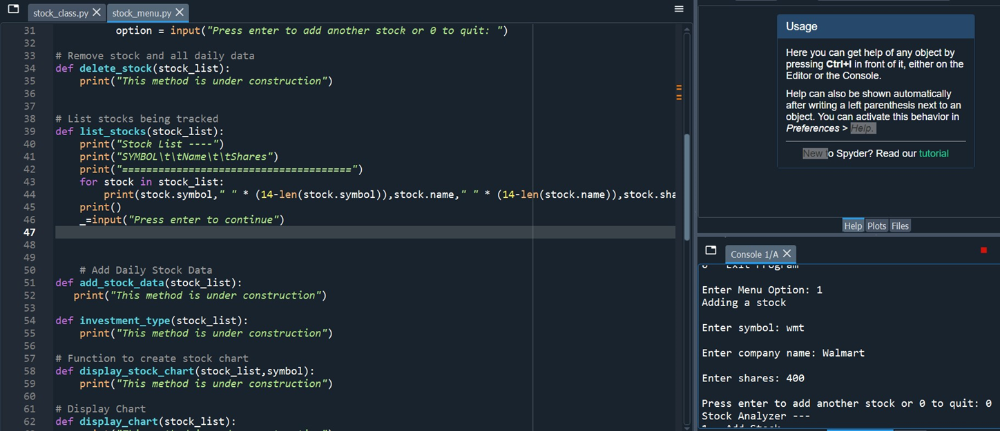 stock_class.py
stock_menu.py
31 option = input("Press enter to add another stock or 0 to quit: ")
32
33 # Remove stock and all daily data
34 def delete_stock(stock_list):
35 print("This method is under construction")
36
37
38 # List stocks being tracked
39 def list_stocks(stock_list):
40 print("Stock List ----")
41 print("SYMBOL\t\tName\t\tShares")
42 print("======================================")
43 for stock in stock_list:
44 print(stock.symbol," " * (14-len(stock.symbol)),stock.name," " * (14-len(stock.name)),stock.sha
45 print()
46 _=input("Press enter to continue")
47
48
49
50 # Add Daily Stock Data
51 def add_stock_data(stock_list):
52 print("This method is under construction")
53
54 def investment_type(stock_list):
55 print("This method is under construction")
56
57 # Function to create stock chart
58 def display_stock_chart(stock_list,symbol):
59 print("This method is under construction")
60
61 # Display Chart
62 def display_chart(stock_list):
Usage
Here you can get help of any object by
pressing Ctrl+I in front of it, either on the
Editor or the Console.
Help can also be shown automatically
after writing a left parenthesis next to an
object. You can activate this behavior in
Preferences > Help.
New to Spyder? Read our tutorial
Help Plots Files
Console 1/A
0 - Exit Program
Enter Menu Option: 1
Adding a stock
Enter symbol: wmt
Enter company name: Walmart
Enter shares: 400
Press enter to add another stock or 0 to quit: 0
Stock Analyzer ---
1 - Add Stock